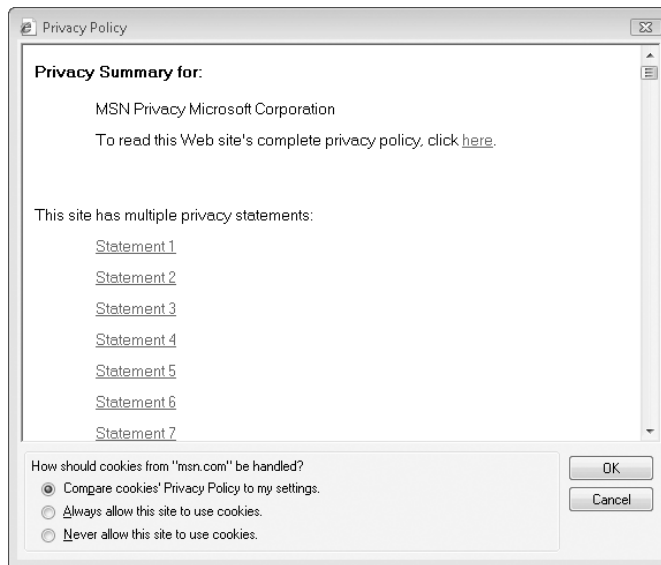 Privacy Policy
Privacy Summary for:
MSN Privacy Microsoft Corporation
To read this Web site's complete privacy policy, click here.
This site has multiple privacy statements:
Statement 1
Statement 2
Statement 3
Statement 4
Statement 5
Statement 6
Statement 7
How should cookies from "msn.com" be handled?
Compare cookies' Privacy Policy to my settings.
Always allow this site to use cookies.
Never allow this site to use cookies.
OK
Cancel